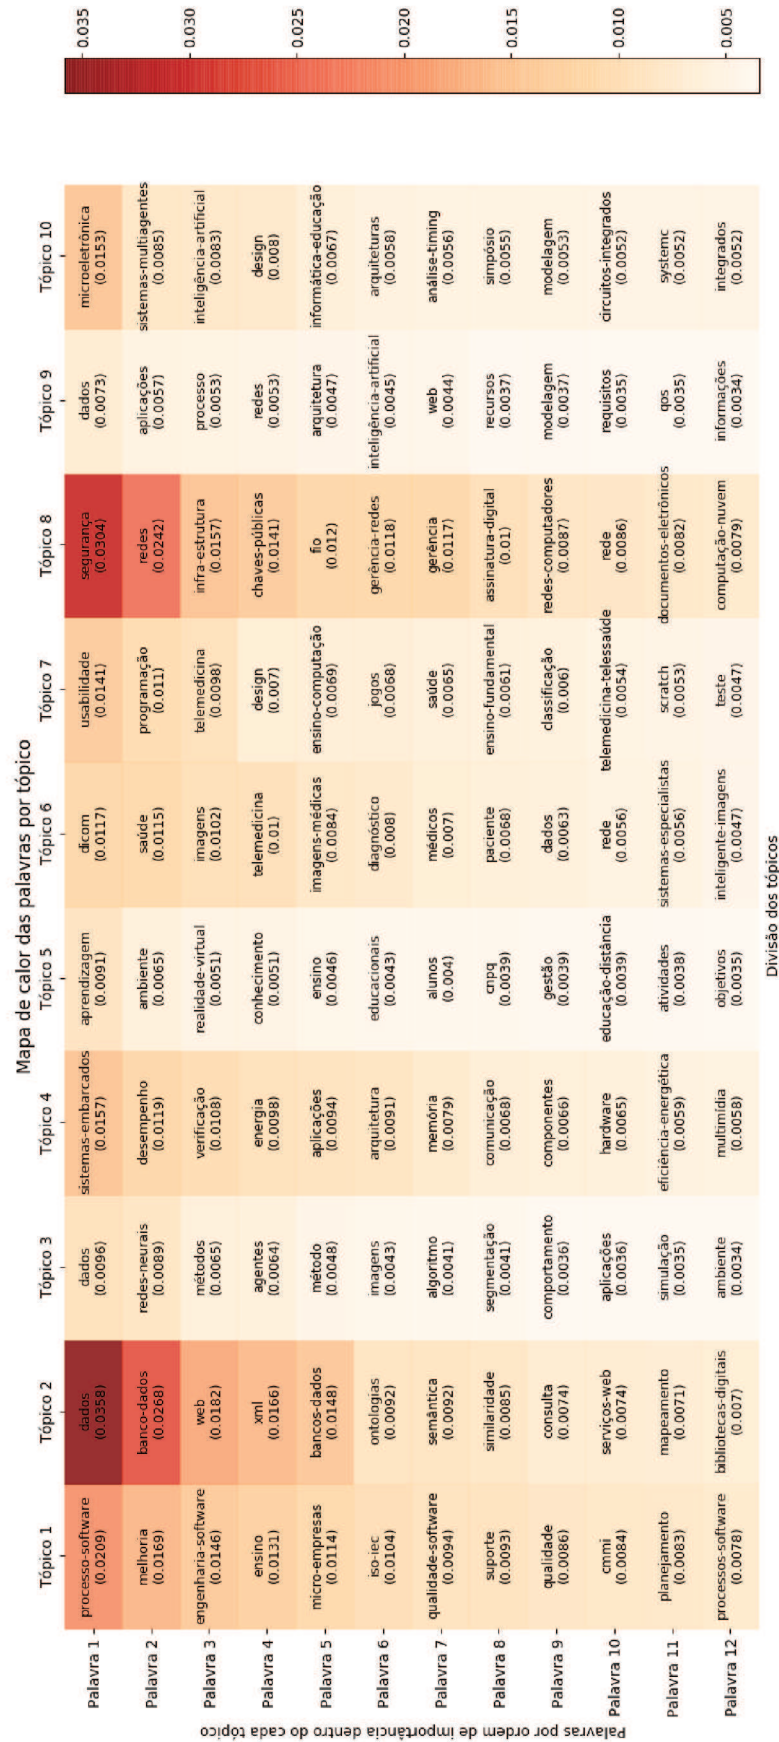 Mapa de calor das palavras por tópico
Tópico 1
Tópico 2
Tópico 3
Tópico 4
Tópico 5
Tópico 6
Tópico 7
Tópico 8
Tópico 9
Tópico 10
Palavras por ordem de importância dentro do cada tópico
Palavra 1
processo-software
(0.0209)
dados
(0.0358)
dados
(0.0096)
sistemas-embarcados
(0.0157)
aprendizagem
(0.0091)
dicom
(0.0117)
usabilidade
(0.0141)
segurança
(0.0304)
dados
(0.0073)
microeletrônica
(0.0153)
Palavra 2
melhoria
(0.0169)
banco-dados
(0.0268)
redes-neurais
(0.0089)
desempenho
(0.0119)
ambiente
(0.0065)
saúde
(0.0115)
programação
(0.011)
redes
(0.0242)
aplicações
(0.0057)
sistemas-multiagentes
(0.0085)
Palavra 3
engenharia-software
(0.0146)
web
(0.0182)
métodos
(0.0065)
verificação
(0.0108)
realidade-virtual
(0.0051)
imagens
(0.0102)
telemedicina
(0.0098)
infra-estrutura
(0.0157)
processo
(0.0053)
inteligência-artificial
(0.0083)
Palavra 4
ensino
(0.0131)
xml
(0.0166)
agentes
(0.0064)
energia
(0.0098)
conhecimento
(0.0051)
telemedicina
(0.01)
design
(0.007)
chaves-públicas
(0.0141)
redes
(0.0053)
design
(0.008)
Palavra 5
micro-empresas
(0.0114)
bancos-dados
(0.0148)
método
(0.0048)
aplicações
(0.0094)
ensino
(0.0046)
imagens-médicas
(0.0084)
ensino-computação
(0.0069)
fio
(0.012)
arquitetura
(0.0047)
informática-educação
(0.0067)
Palavra 6
iso-iec
(0.0104)
ontologias
(0.0092)
imagens
(0.0043)
arquitetura
(0.0091)
educacionais
(0.0043)
diagnóstico
(0.008)
jogos
(0.0068)
gerência-redes
(0.0118)
inteligência-artificial
(0.0045)
arquiteturas
(0.0058)
Palavra 7
qualidade-software
(0.0094)
semântica
(0.0092)
algoritmo
(0.0041)
memória
(0.0079)
alunos
(0.004)
médicos
(0.007)
saúde
(0.0065)
gerência
(0.0117)
web
(0.0044)
análise-timing
(0.0056)
Palavra 8
suporte
(0.0093)
similaridade
(0.0085)
segmentação
(0.0041)
comunicação
(0.0068)
cnpq
(0.0039)
paciente
(0.0068)
ensino-fundamental
(0.0061)
assinatura-digital
(0.01)
recursos
(0.0037)
simpósio
(0.0055)
Palavra 9
qualidade
(0.0086)
consulta
(0.0074)
comportamento
(0.0036)
componentes
(0.0066)
gestão
(0.0039)
dados
(0.0063)
classificação
(0.006)
redes-computadores
(0.0087)
modelagem
(0.0037)
modelagem
(0.0053)
Palavra 10
cmmi
(0.0084)
serviços-web
(0.0074)
aplicações
(0.0036)
hardware
(0.0065)
educação-distância
(0.0039)
rede
(0.0056)
telemedicina-telessaúde
(0.0054)
rede
(0.0086)
requisitos
(0.0035)
circuitos-integrados
(0.0052)
Palavra 11
planejamento
(0.0083)
mapeamento
(0.0071)
simulação
(0.0035)
eficiência-energética
(0.0059)
atividades
(0.0038)
sistemas-especialistas
(0.0056)
scratch
(0.0053)
documentos-eletrônicos
(0.0082)
qos
(0.0035)
systemc
(0.0052)
Palavra 12
processos-software
(0.0078)
bibliotecas-digitais
(0.007)
ambiente
(0.0034)
multimídia
(0.0058)
objetivos
(0.0035)
inteligente-imagens
(0.0047)
teste
(0.0047)
computação-nuvem
(0.0079)
informações
(0.0034)
integrados
(0.0052)
Divisão dos tópicos
0.035
0.030
0.025
0.020
0.015
0.010
0.005